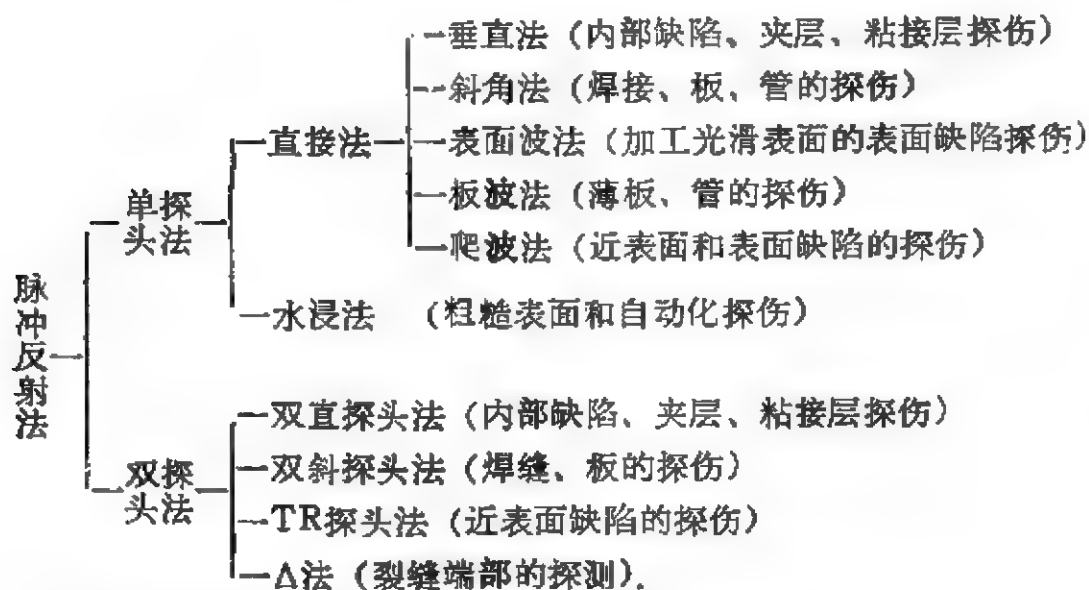 脉冲反射法
单探头法
直接法
垂直法（内部缺陷、夹层、粘接层探伤）
斜角法（焊接、板、管的探伤）
表面波法（加工光滑表面的表面缺陷探伤）
板波法（薄板、管的探伤）
爬波法（近表面和表面缺陷的探伤）
水浸法 （粗糙表面和自动化探伤）
双探头法
双直探头法（内部缺陷、夹层、粘接层探伤）
双斜探头法（焊缝、板的探伤）
TR探头法（近表面缺陷的探伤）
Δ法（裂缝端部的探测）.